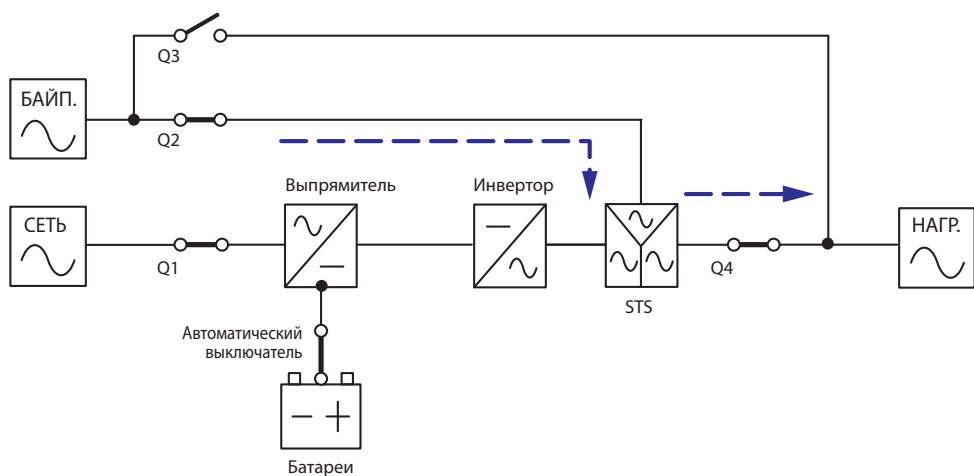 Q3
БАЙП.
Q2
Выпрямитель
Инвертор
СЕТЬ
НАГР.
Q1
Q4
STS
Автоматический
выключатель
Батареи